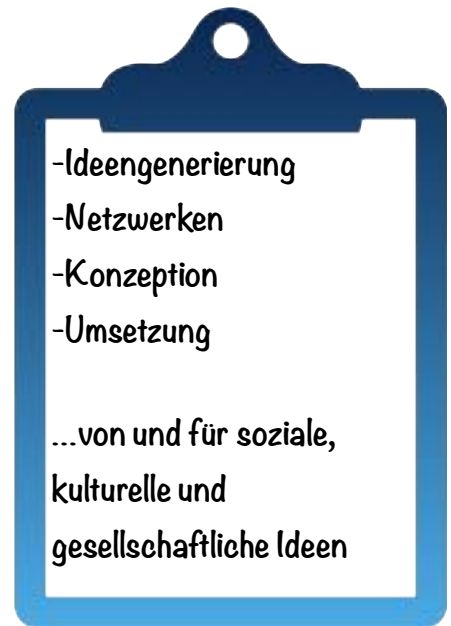 -Ideengenerierung
-Netzwerken
-Konzeption
-Umsetzung
...von und für soziale,
kulturelle und
gesellschaftliche Ideen